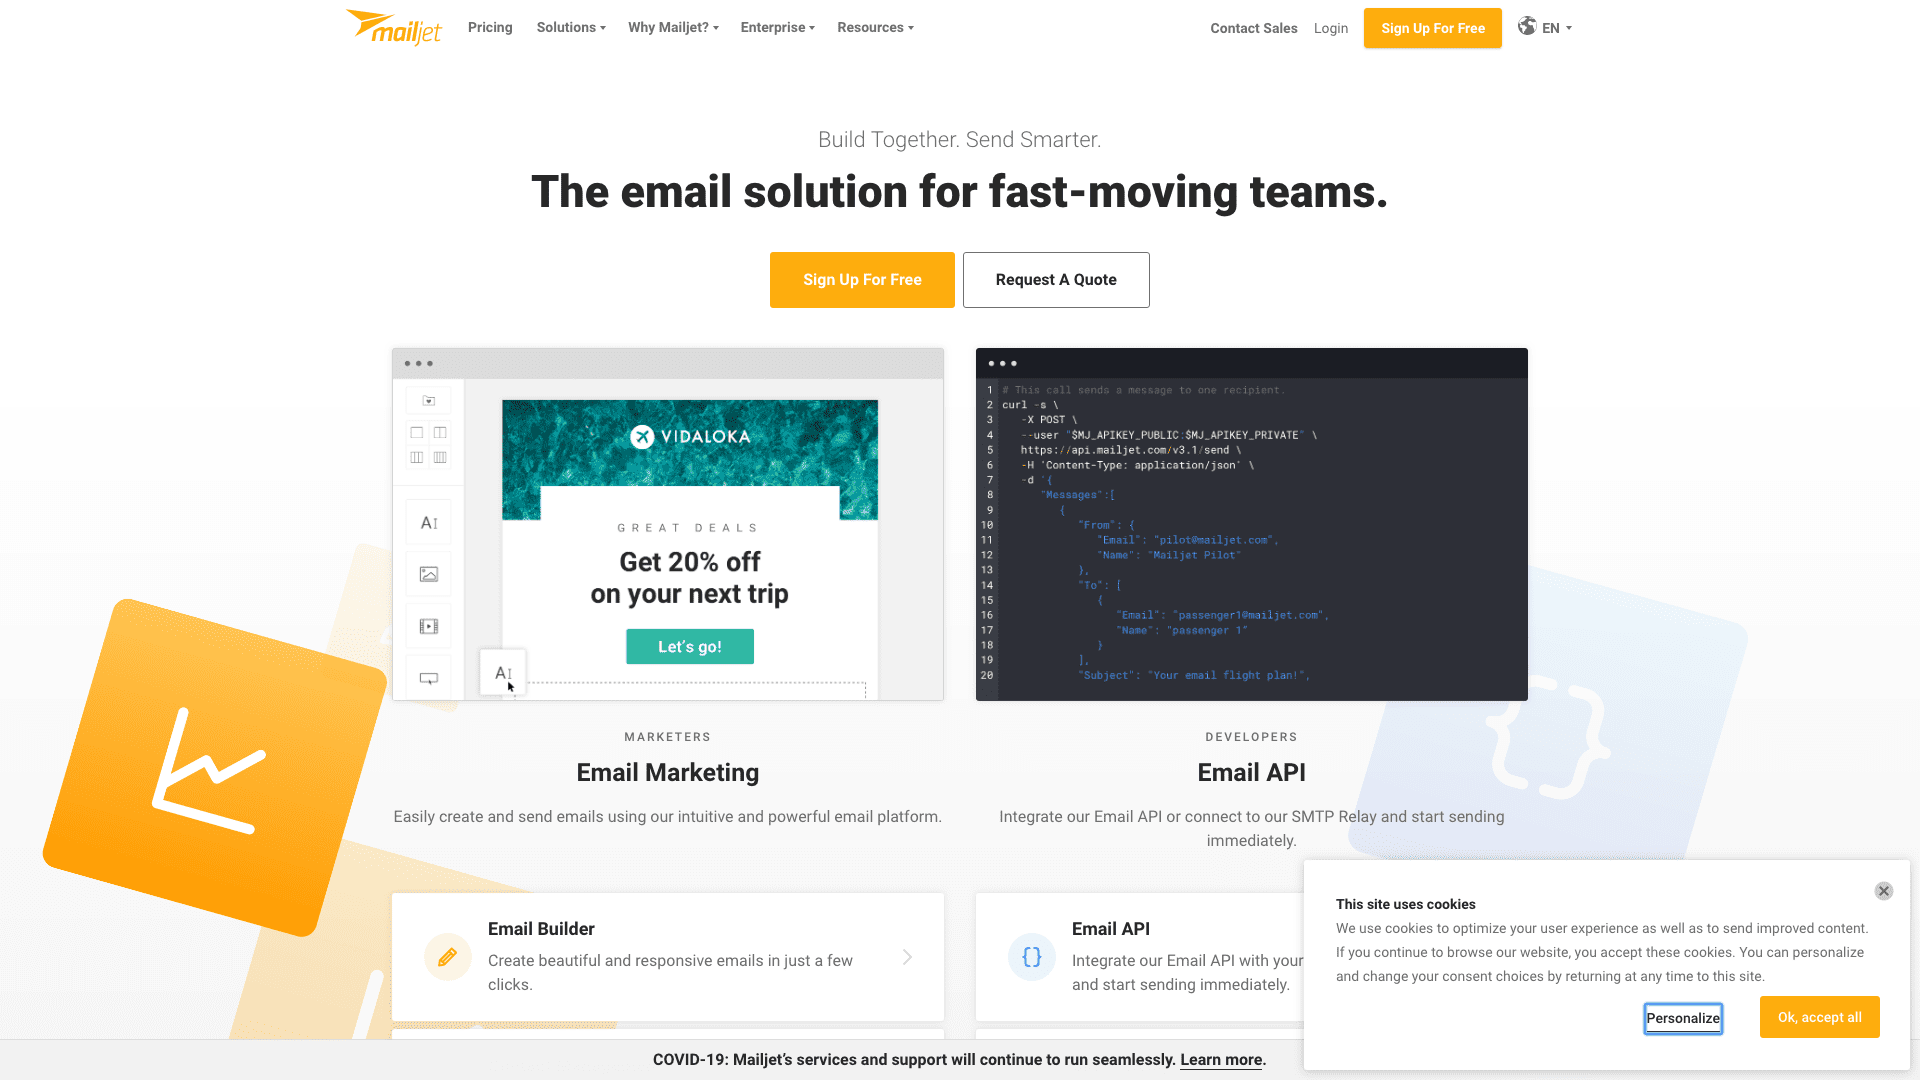 mailjet
Pricing
Solutions
Why Mailjet?
Enterprise
Resources
Contact Sales
Login
Sign Up For Free
EN
Build Together. Send Smarter.
The email solution for fast-moving teams.
Sign Up For Free
Request A Quote
VIDALOKA
GREAT DEALS
Get 20% off
on your next trip
Let's go!
AI
AI
1 # This call sends a message to one recipient.
2 curl -s \
3 -X POST \
4 --user "$MJ_APIKEY_PUBLIC:$MJ_APIKEY_PRIVATE" \
5 https://api.mailjet.com/v3.1/send \
6 -H 'Content-Type: application/json' \
7 -d '{
8 "Messages":[
9 {
10 "From": {
11 "Email": "pilot@mailjet.com",
12 "Name": "Mailjet Pilot"
13 },
14 "To": [
15 {
16 "Email": "passenger1@mailjet.com",
17 "Name": "passenger 1"
18 }
19 ],
20 "Subject": "Your email flight plan!",
MARKETERS
Email Marketing
Easily create and send emails using our intuitive and powerful email platform.
DEVELOPERS
Email API
Integrate our Email API or connect to our SMTP Relay and start sending
immediately.
Email Builder
Create beautiful and responsive emails in just a few
clicks.
{}
Email API
Integrate our Email API with your
and start sending immediately.
This site uses cookies
We use cookies to optimize your user experience as well as to send improved content.
If you continue to browse our website, you accept these cookies. You can personalize
and change your consent choices by returning at any time to this site.
Personalize
Ok, accept all
COVID-19: Mailjet's services and support will continue to run seamlessly. Learn more.